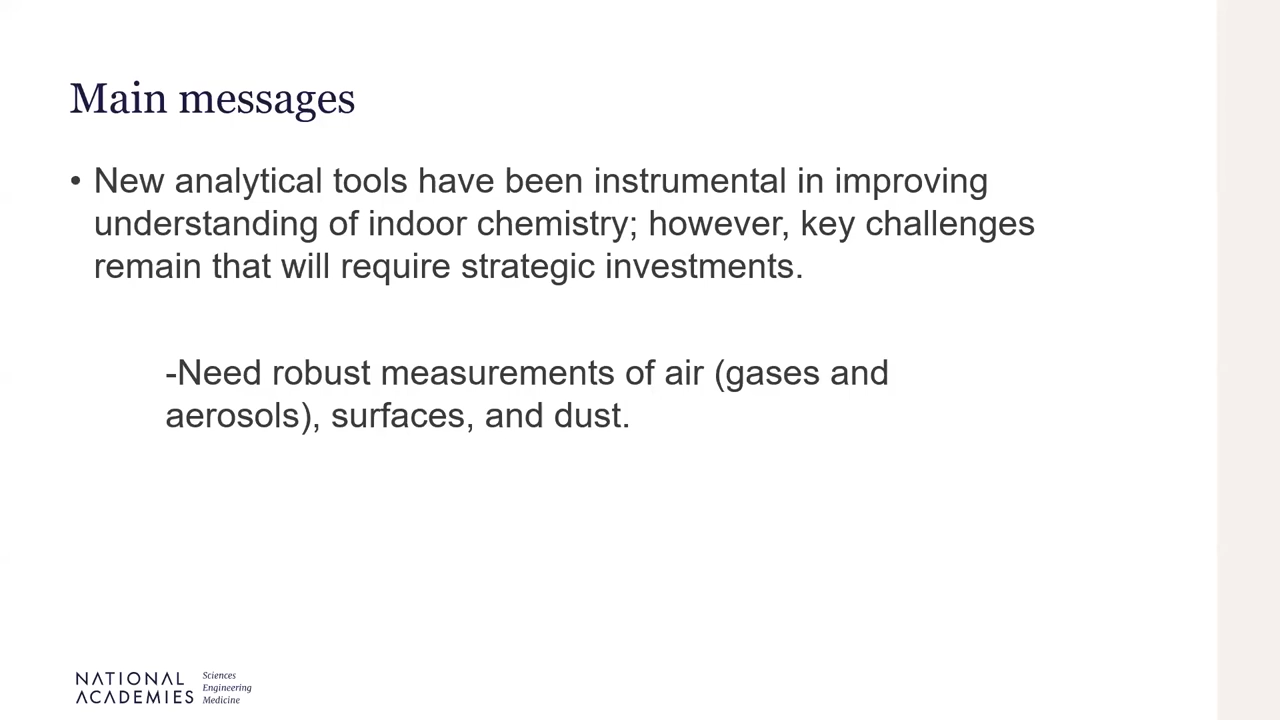 Main messages
• New analytical tools have been instrumental in improving
understanding of indoor chemistry; however, key challenges
remain that will require strategic investments.
-Need robust measurements of air (gases and
aerosols), surfaces, and dust.
NATIONAL
ACADEMIES
Sciences
Engineering
Medicine